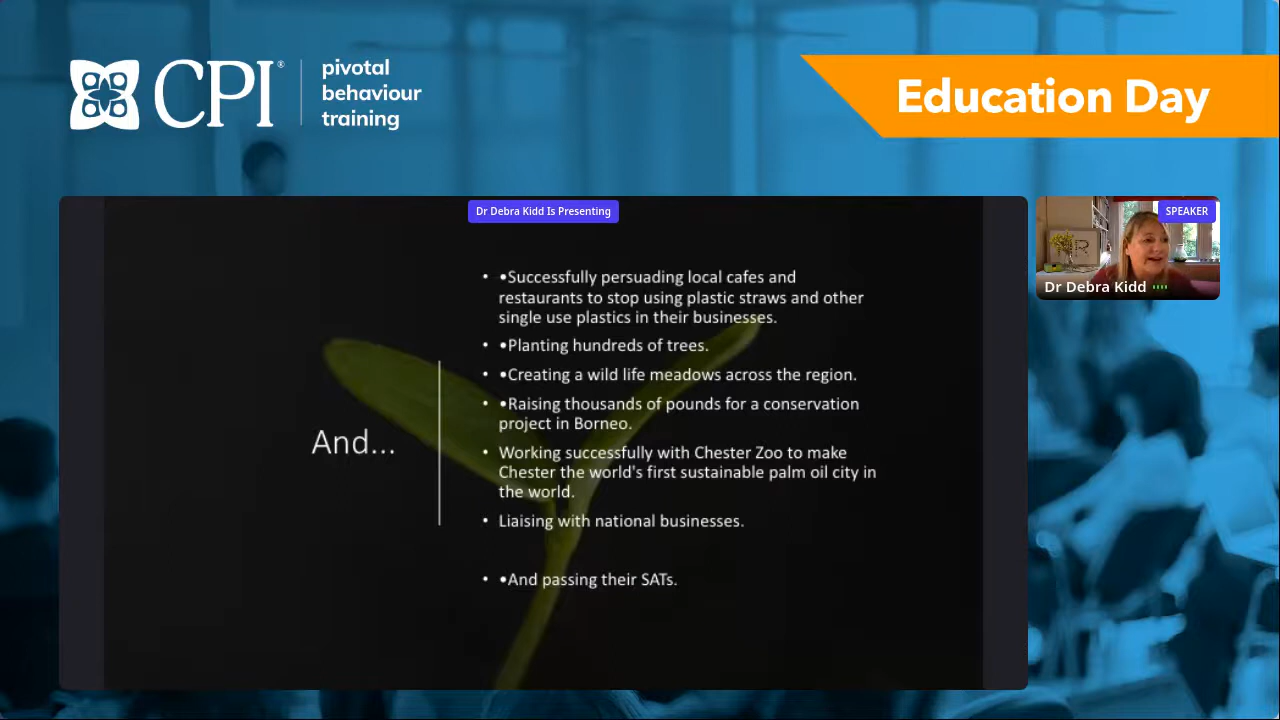 CPI®
pivotal
behaviour
training
Education Day
Dr Debra Kidd Is Presenting
SPEAKER
Dr Debra Kidd
And...
• •Successfully persuading local cafes and
restaurants to stop using plastic straws and other
single use plastics in their businesses.
• •Planting hundreds of trees.
• •Creating a wild life meadows across the region.
• •Raising thousands of pounds for a conservation
project in Borneo.
• Working successfully with Chester Zoo to make
Chester the world's first sustainable palm oil city in
the world.
• Liaising with national businesses.
• •And passing their SATs.